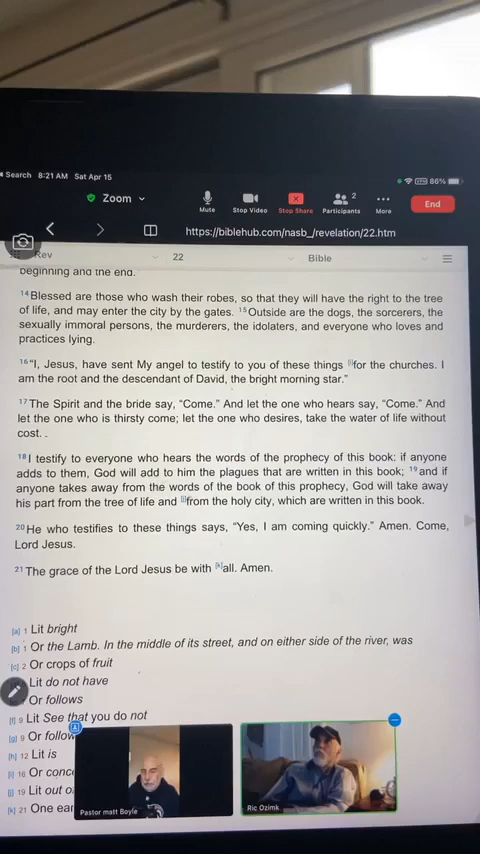 Search 8:21 AM Sat Apr 15
86%
Zoom
Mute Stop Video Stop Share Participants 2 More End
https://biblehub.com/nasb_/revelation/22.htm
Rev 22 Bible
beginning and the end.
14 Blessed are those who wash their robes, so that they will have the right to the tree
of life, and may enter the city by the gates. 15 Outside are the dogs, the sorcerers, the
sexually immoral persons, the murderers, the idolaters, and everyone who loves and
practices lying.
16 “I, Jesus, have sent My angel to testify to you of these things [i]for the churches. I
am the root and the descendant of David, the bright morning star.”
17 The Spirit and the bride say, “Come.” And let the one who hears say, “Come.” And
let the one who is thirsty come; let the one who desires, take the water of life without
cost.
18 I testify to everyone who hears the words of the prophecy of this book: if anyone
adds to them, God will add to him the plagues that are written in this book; 19 and if
anyone takes away from the words of the book of this prophecy, God will take away
his part from the tree of life and [j]from the holy city, which are written in this book.
20 He who testifies to these things says, “Yes, I am coming quickly.” Amen. Come,
Lord Jesus.
21 The grace of the Lord Jesus be with [k]all. Amen.
[a] 1 Lit bright
[b] 1 Or the Lamb. In the middle of its street, and on either side of the river, was
[c] 2 Or crops of fruit
Lit do not have
Or follows
[f] 9 Lit See that you do not
[g] 9 Or follow
[h] 12 Lit is
[i] 16 Or conc
[j] 19 Lit out o
[k] 21 One ear
Pastor matt Boyle
Ric Ozimk